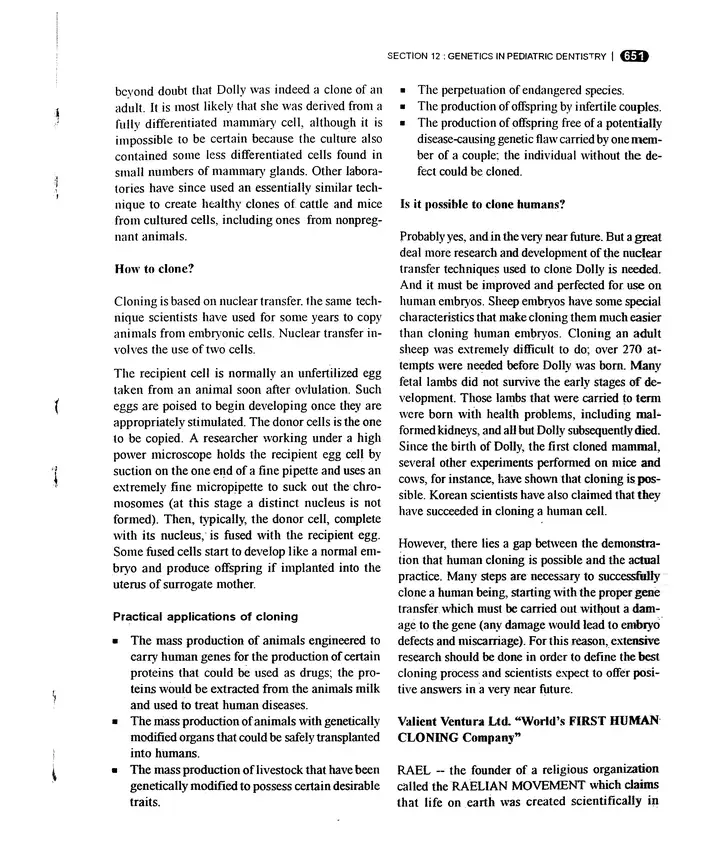 SECTION 12 : GENETICS IN PEDIATRIC DENTISTRY | 651
beyond doubt that Dolly was indeed a clone of an
adult. It is most likely that she was derived from a
fully differentiated mammary cell, although it is
impossible to be certain because the culture also
contained some less differentiated cells found in
small numbers of mammary glands. Other labora-
tories have since used an essentially similar tech-
nique to create healthy clones of cattle and mice
from cultured cells, including ones from nonpreg-
nant animals.
How to clone?
Cloning is based on nuclear transfer. the same tech-
nique scientists have used for some years to copy
animals from embryonic cells. Nuclear transfer in-
volves the use of two cells.
The recipient cell is normally an unfertilized egg
taken from an animal soon after ovlulation. Such
eggs are poised to begin developing once they are
appropriately stimulated. The donor cells is the one
to be copied. A researcher working under a high
power microscope holds the recipient egg cell by
suction on the one end of a fine pipette and uses an
extremely fine micropipette to suck out the chro-
mosomes (at this stage a distinct nucleus is not
formed). Then, typically, the donor cell, complete
with its nucleus, is fused with the recipient egg.
Some fused cells start to develop like a normal em-
bryo and produce offspring if implanted into the
uterus of surrogate mother.
Practical applications of cloning
▪ The mass production of animals engineered to
carry human genes for the production of certain
proteins that could be used as drugs; the pro-
teins would be extracted from the animals milk
and used to treat human diseases.
▪ The mass production of animals with genetically
modified organs that could be safely transplanted
into humans.
▪ The mass production of livestock that have been
genetically modified to possess certain desirable
traits.
▪ The perpetuation of endangered species.
▪ The production of offspring by infertile couples.
▪ The production of offspring free of a potentially
disease-causing genetic flaw carried by one mem-
ber of a couple; the individual without the de-
fect could be cloned.
Is it possible to clone humans?
Probably yes, and in the very near future. But a great
deal more research and development of the nuclear
transfer techniques used to clone Dolly is needed.
And it must be improved and perfected for use on
human embryos. Sheep embryos have some special
characteristics that make cloning them much easier
than cloning human embryos. Cloning an adult
sheep was extremely difficult to do; over 270 at-
tempts were needed before Dolly was born. Many
fetal lambs did not survive the early stages of de-
velopment. Those lambs that were carried to term
were born with health problems, including mal-
formed kidneys, and all but Dolly subsequently died.
Since the birth of Dolly, the first cloned mammal,
several other experiments performed on mice and
cows, for instance, have shown that cloning is pos-
sible. Korean scientists have also claimed that they
have succeeded in cloning a human cell.
However, there lies a gap between the demonstra-
tion that human cloning is possible and the actual
practice. Many steps are necessary to successfully
clone a human being, starting with the proper gene
transfer which must be carried out without a dam-
age to the gene (any damage would lead to embryo
defects and miscarriage). For this reason, extensive
research should be done in order to define the best
cloning process and scientists expect to offer posi-
tive answers in a very near future.
Valient Ventura Ltd. “World's FIRST HUMAN
CLONING Company”
RAEL -- the founder of a religious organization
called the RAELIAN MOVEMENT which claims
that life on earth was created scientifically in